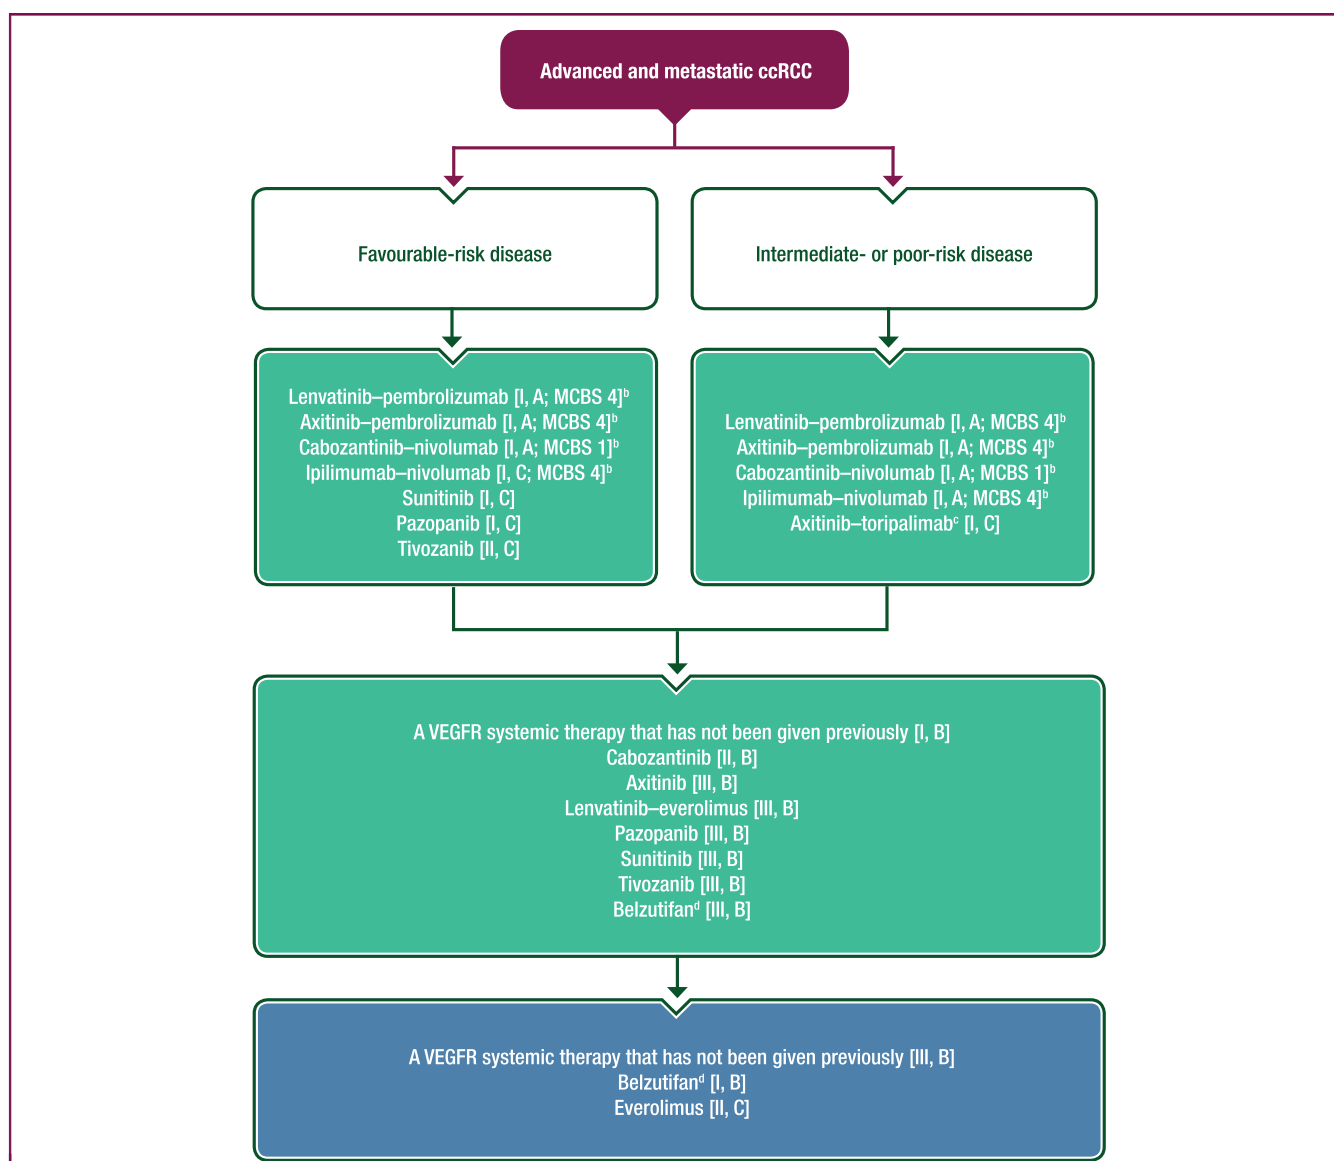 Advanced and metastatic ccRCC
Favourable-risk disease
Intermediate- or poor-risk disease
Lenvatinib–pembrolizumab [I, A; MCBS 4]ᵇ
Axitinib–pembrolizumab [I, A; MCBS 4]ᵇ
Cabozantinib–nivolumab [I, A; MCBS 1]ᵇ
Ipilimumab–nivolumab [I, C; MCBS 4]ᵇ
Sunitinib [I, C]
Pazopanib [I, C]
Tivozanib [II, C]
Lenvatinib–pembrolizumab [I, A; MCBS 4]ᵇ
Axitinib–pembrolizumab [I, A; MCBS 4]ᵇ
Cabozantinib–nivolumab [I, A; MCBS 1]ᵇ
Ipilimumab–nivolumab [I, A; MCBS 4]ᵇ
Axitinib–toripalimabᶜ [I, C]
A VEGFR systemic therapy that has not been given previously [I, B]
Cabozantinib [II, B]
Axitinib [III, B]
Lenvatinib–everolimus [III, B]
Pazopanib [III, B]
Sunitinib [III, B]
Tivozanib [III, B]
Belzutifanᵈ [III, B]
A VEGFR systemic therapy that has not been given previously [III, B]
Belzutifanᵈ [I, B]
Everolimus [II, C]